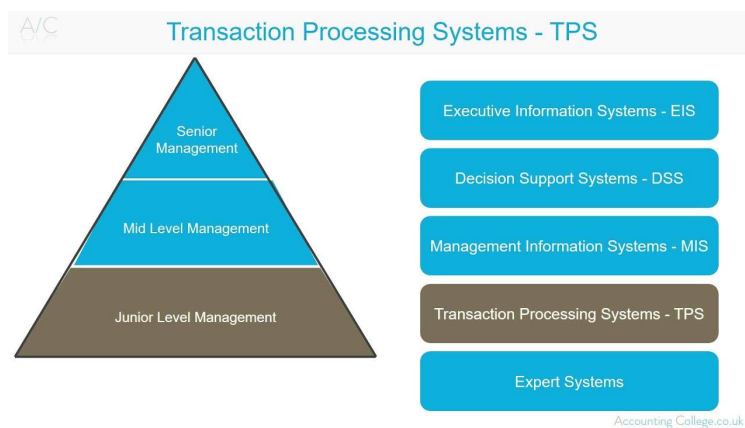 A/C
Transaction Processing Systems - TPS
Senior
Management
Mid Level Management
Junior Level Management
Executive Information Systems - EIS
Decision Support Systems - DSS
Management Information Systems - MIS
Transaction Processing Systems - TPS
Expert Systems
Accounting College.co.uk